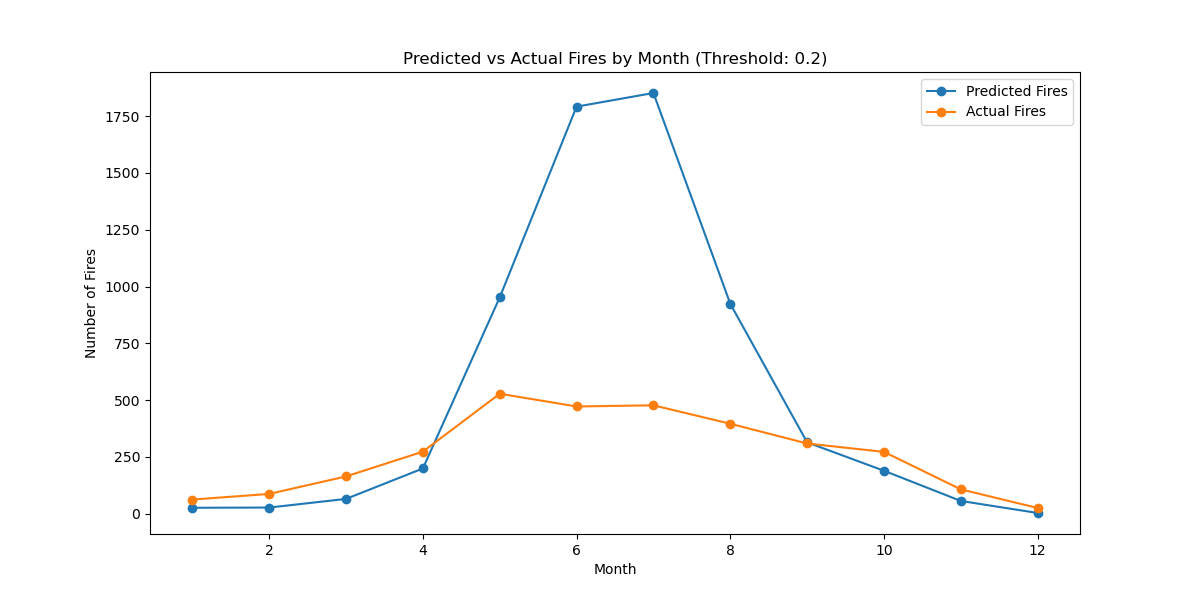 Predicted vs Actual Fires by Month (Threshold: 0.2)
Predicted Fires
Actual Fires
1750
1500
1250
1000
750
500
250
0
Number of Fires
2 4 6 8 10 12
Month